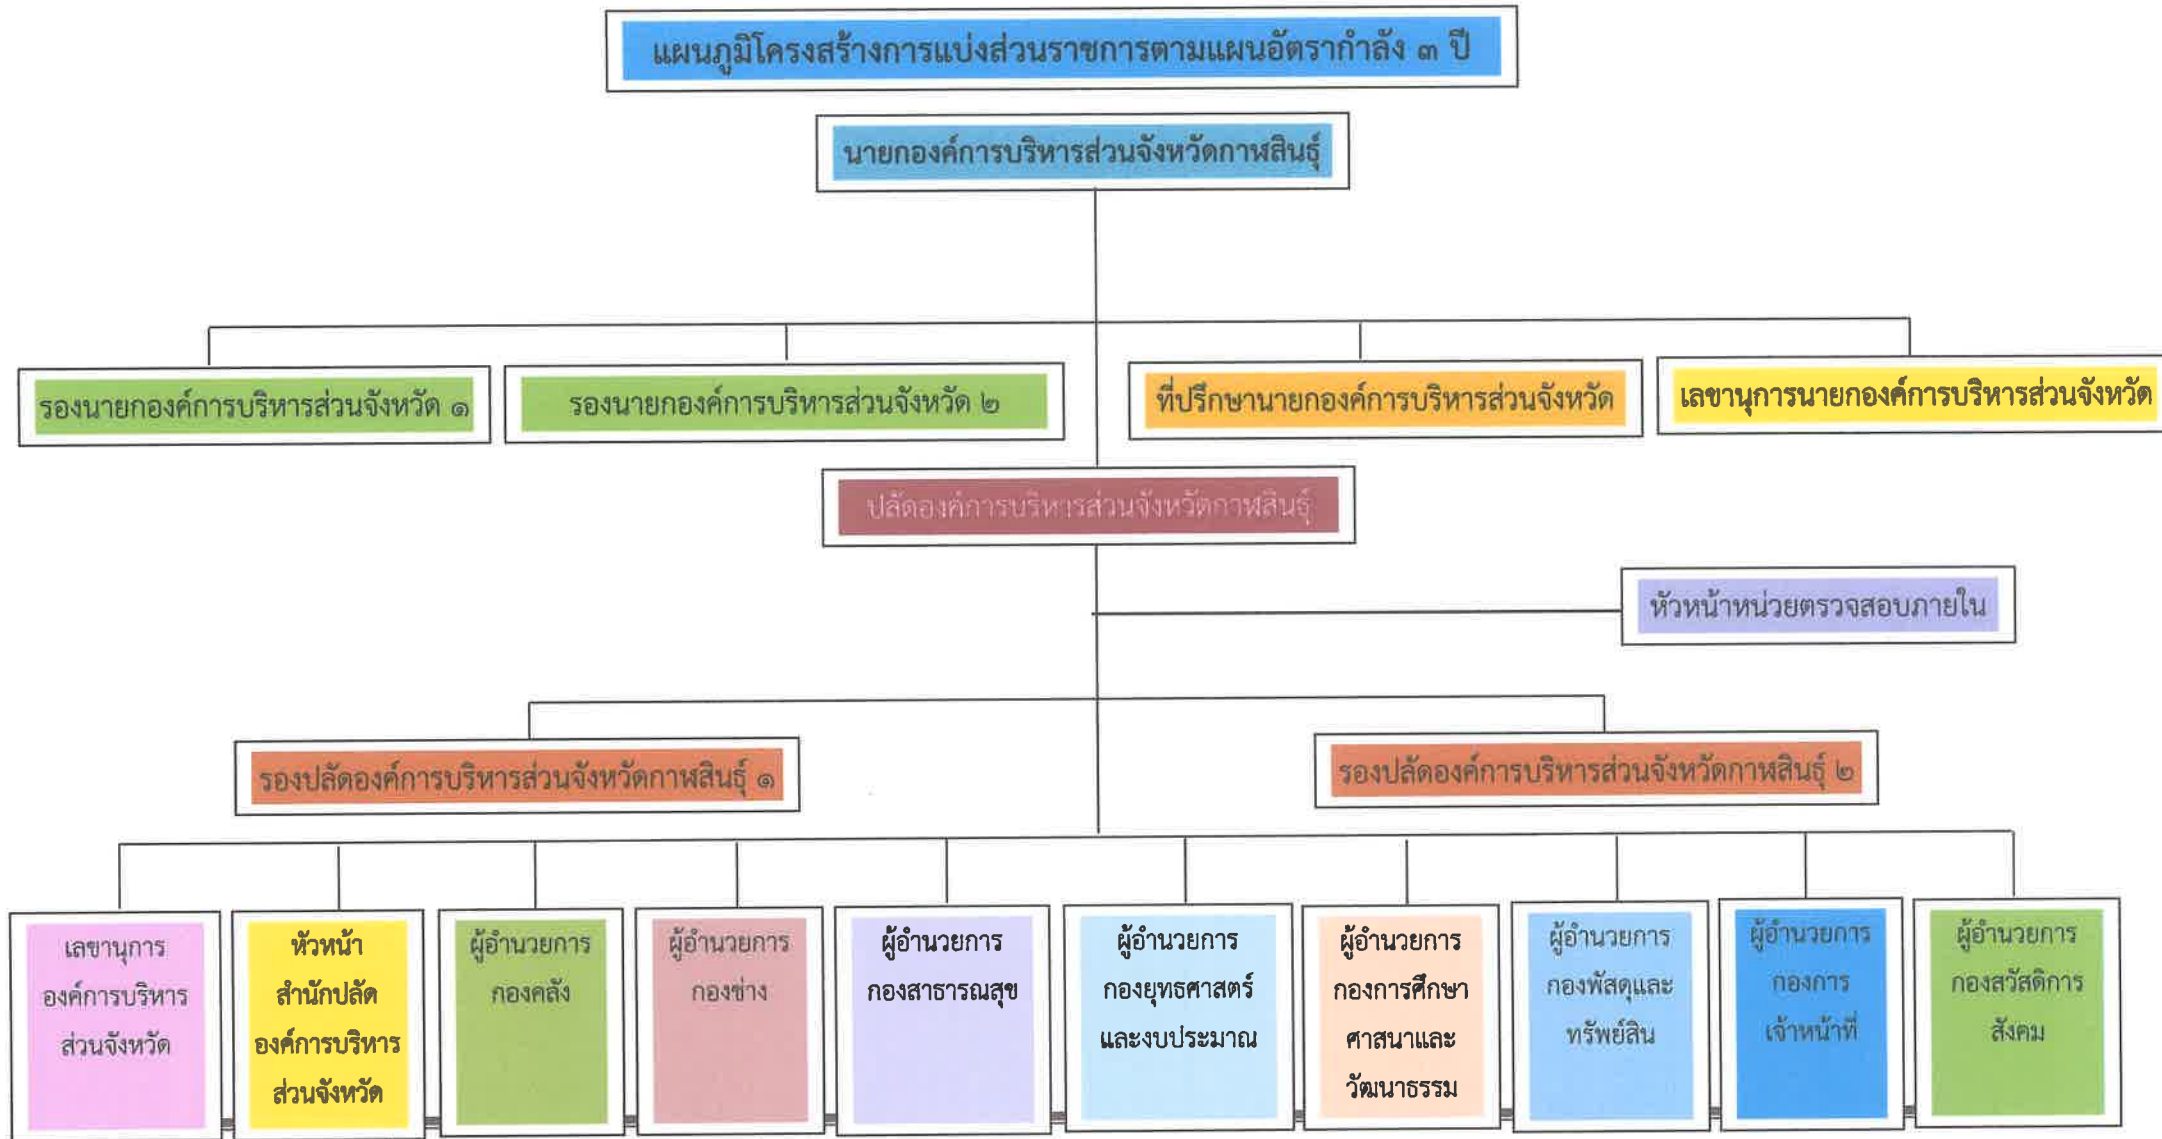 แผนภูมิโครงสร้างการแบ่งส่วนราชการตามแผนอัตรากำลัง ๓ ปี
นายกองค์การบริหารส่วนจังหวัดกาฬสินธุ์
รองนายกองค์การบริหารส่วนจังหวัด ๑
รองนายกองค์การบริหารส่วนจังหวัด ๒
ที่ปรึกษานายกองค์การบริหารส่วนจังหวัด
เลขานุการนายกองค์การบริหารส่วนจังหวัด
ปลัดองค์การบริหารส่วนจังหวัดกาฬสินธุ์
หัวหน้าหน่วยตรวจสอบภายใน
รองปลัดองค์การบริหารส่วนจังหวัดกาฬสินธุ์ ๑
รองปลัดองค์การบริหารส่วนจังหวัดกาฬสินธุ์ ๒
เลขานุการ
องค์การบริหาร
ส่วนจังหวัด
หัวหน้า
สำนักปลัด
องค์การบริหาร
ส่วนจังหวัด
ผู้อำนวยการ
กองคลัง
ผู้อำนวยการ
กองช่าง
ผู้อำนวยการ
กองสาธารณสุข
ผู้อำนวยการ
กองยุทธศาสตร์
และงบประมาณ
ผู้อำนวยการ
กองการศึกษา
ศาสนาและ
วัฒนาธรรม
ผู้อำนวยการ
กองพัสดุและ
ทรัพย์สิน
ผู้อำนวยการ
กองการ
เจ้าหน้าที่
ผู้อำนวยการ
กองสวัสดิการ
สังคม